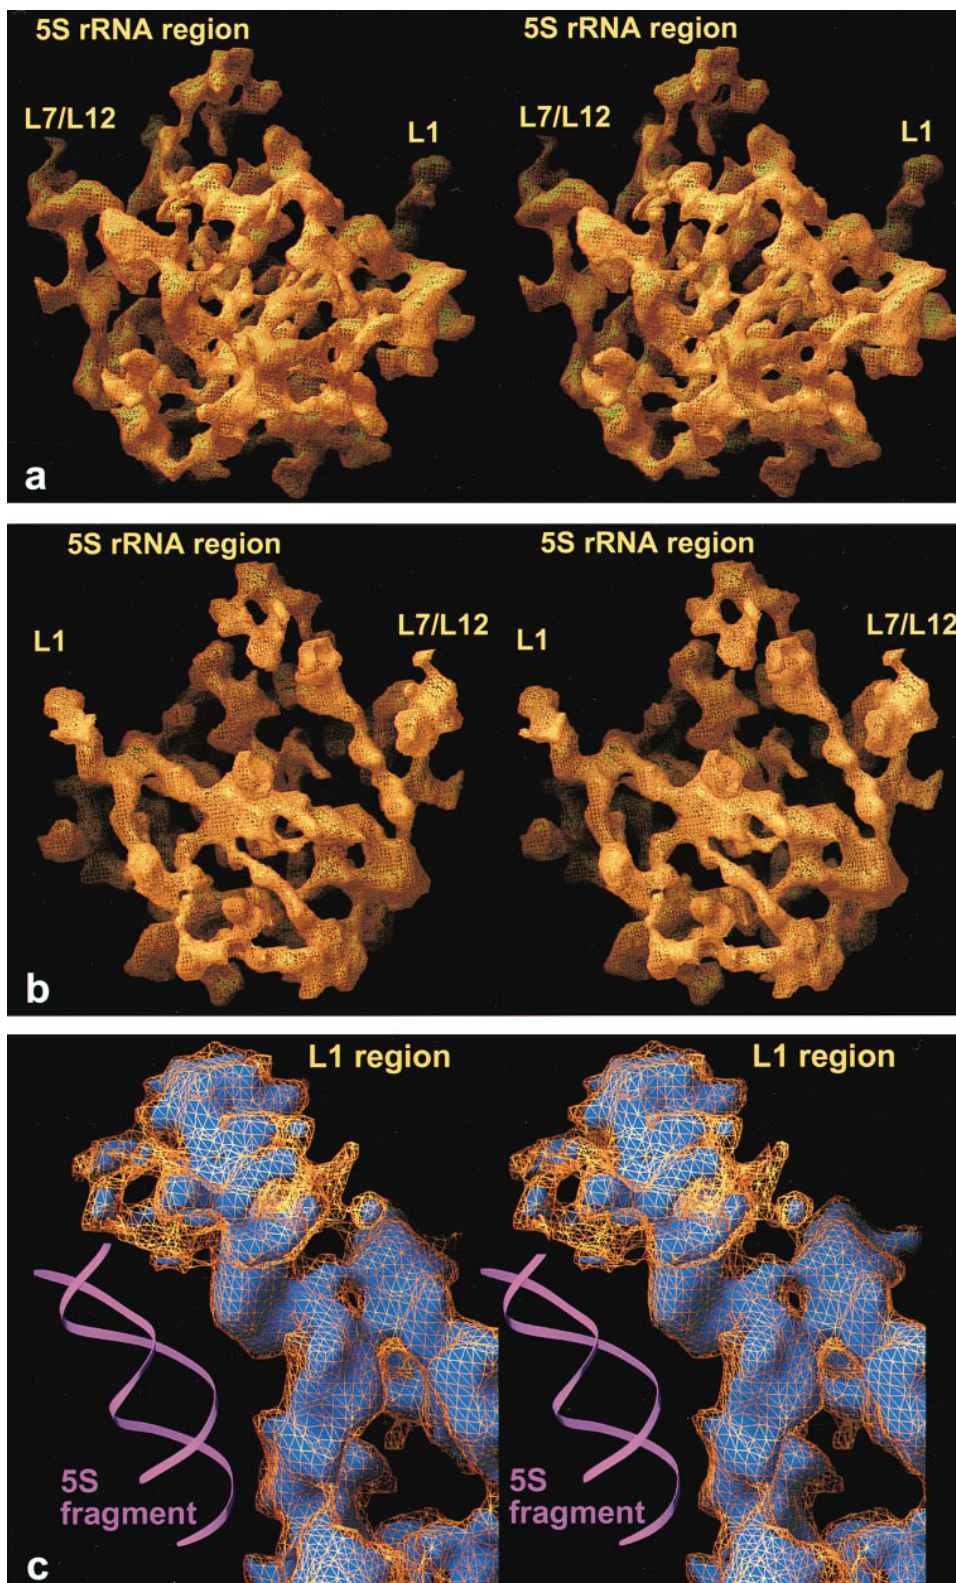 5S rRNA region
5S rRNA region
L7/L12
L1
L7/L12
L1
a
5S rRNA region
5S rRNA region
L1
L7/L12
L1
L7/L12
b
L1 region
L1 region
5S
fragment
5S
fragment
c